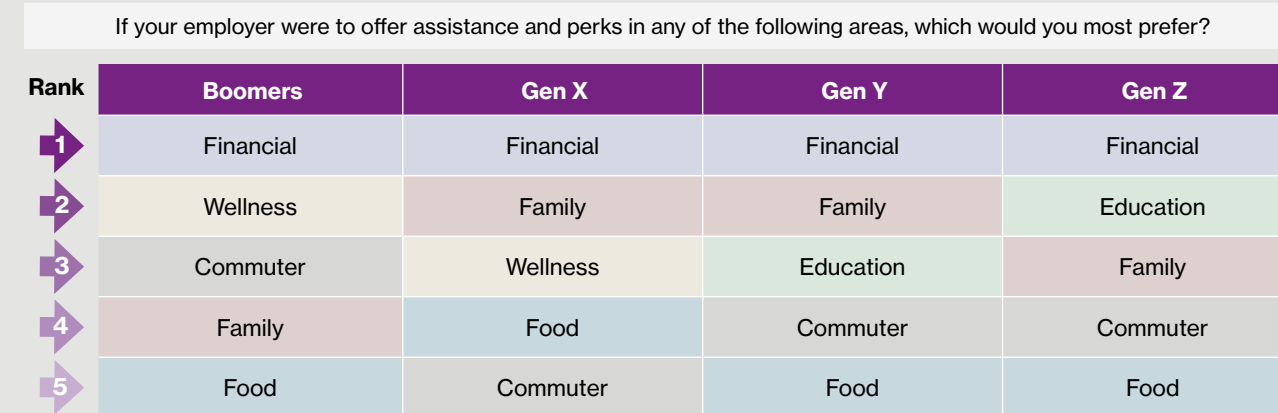 If your employer were to offer assistance and perks in any of the following areas, which would you most prefer?
Rank Boomers Gen X Gen Y Gen Z
1 Financial Financial Financial Financial
2 Wellness Family Family Education
3 Commuter Wellness Education Family
4 Family Food Commuter Commuter
5 Food Commuter Food Food